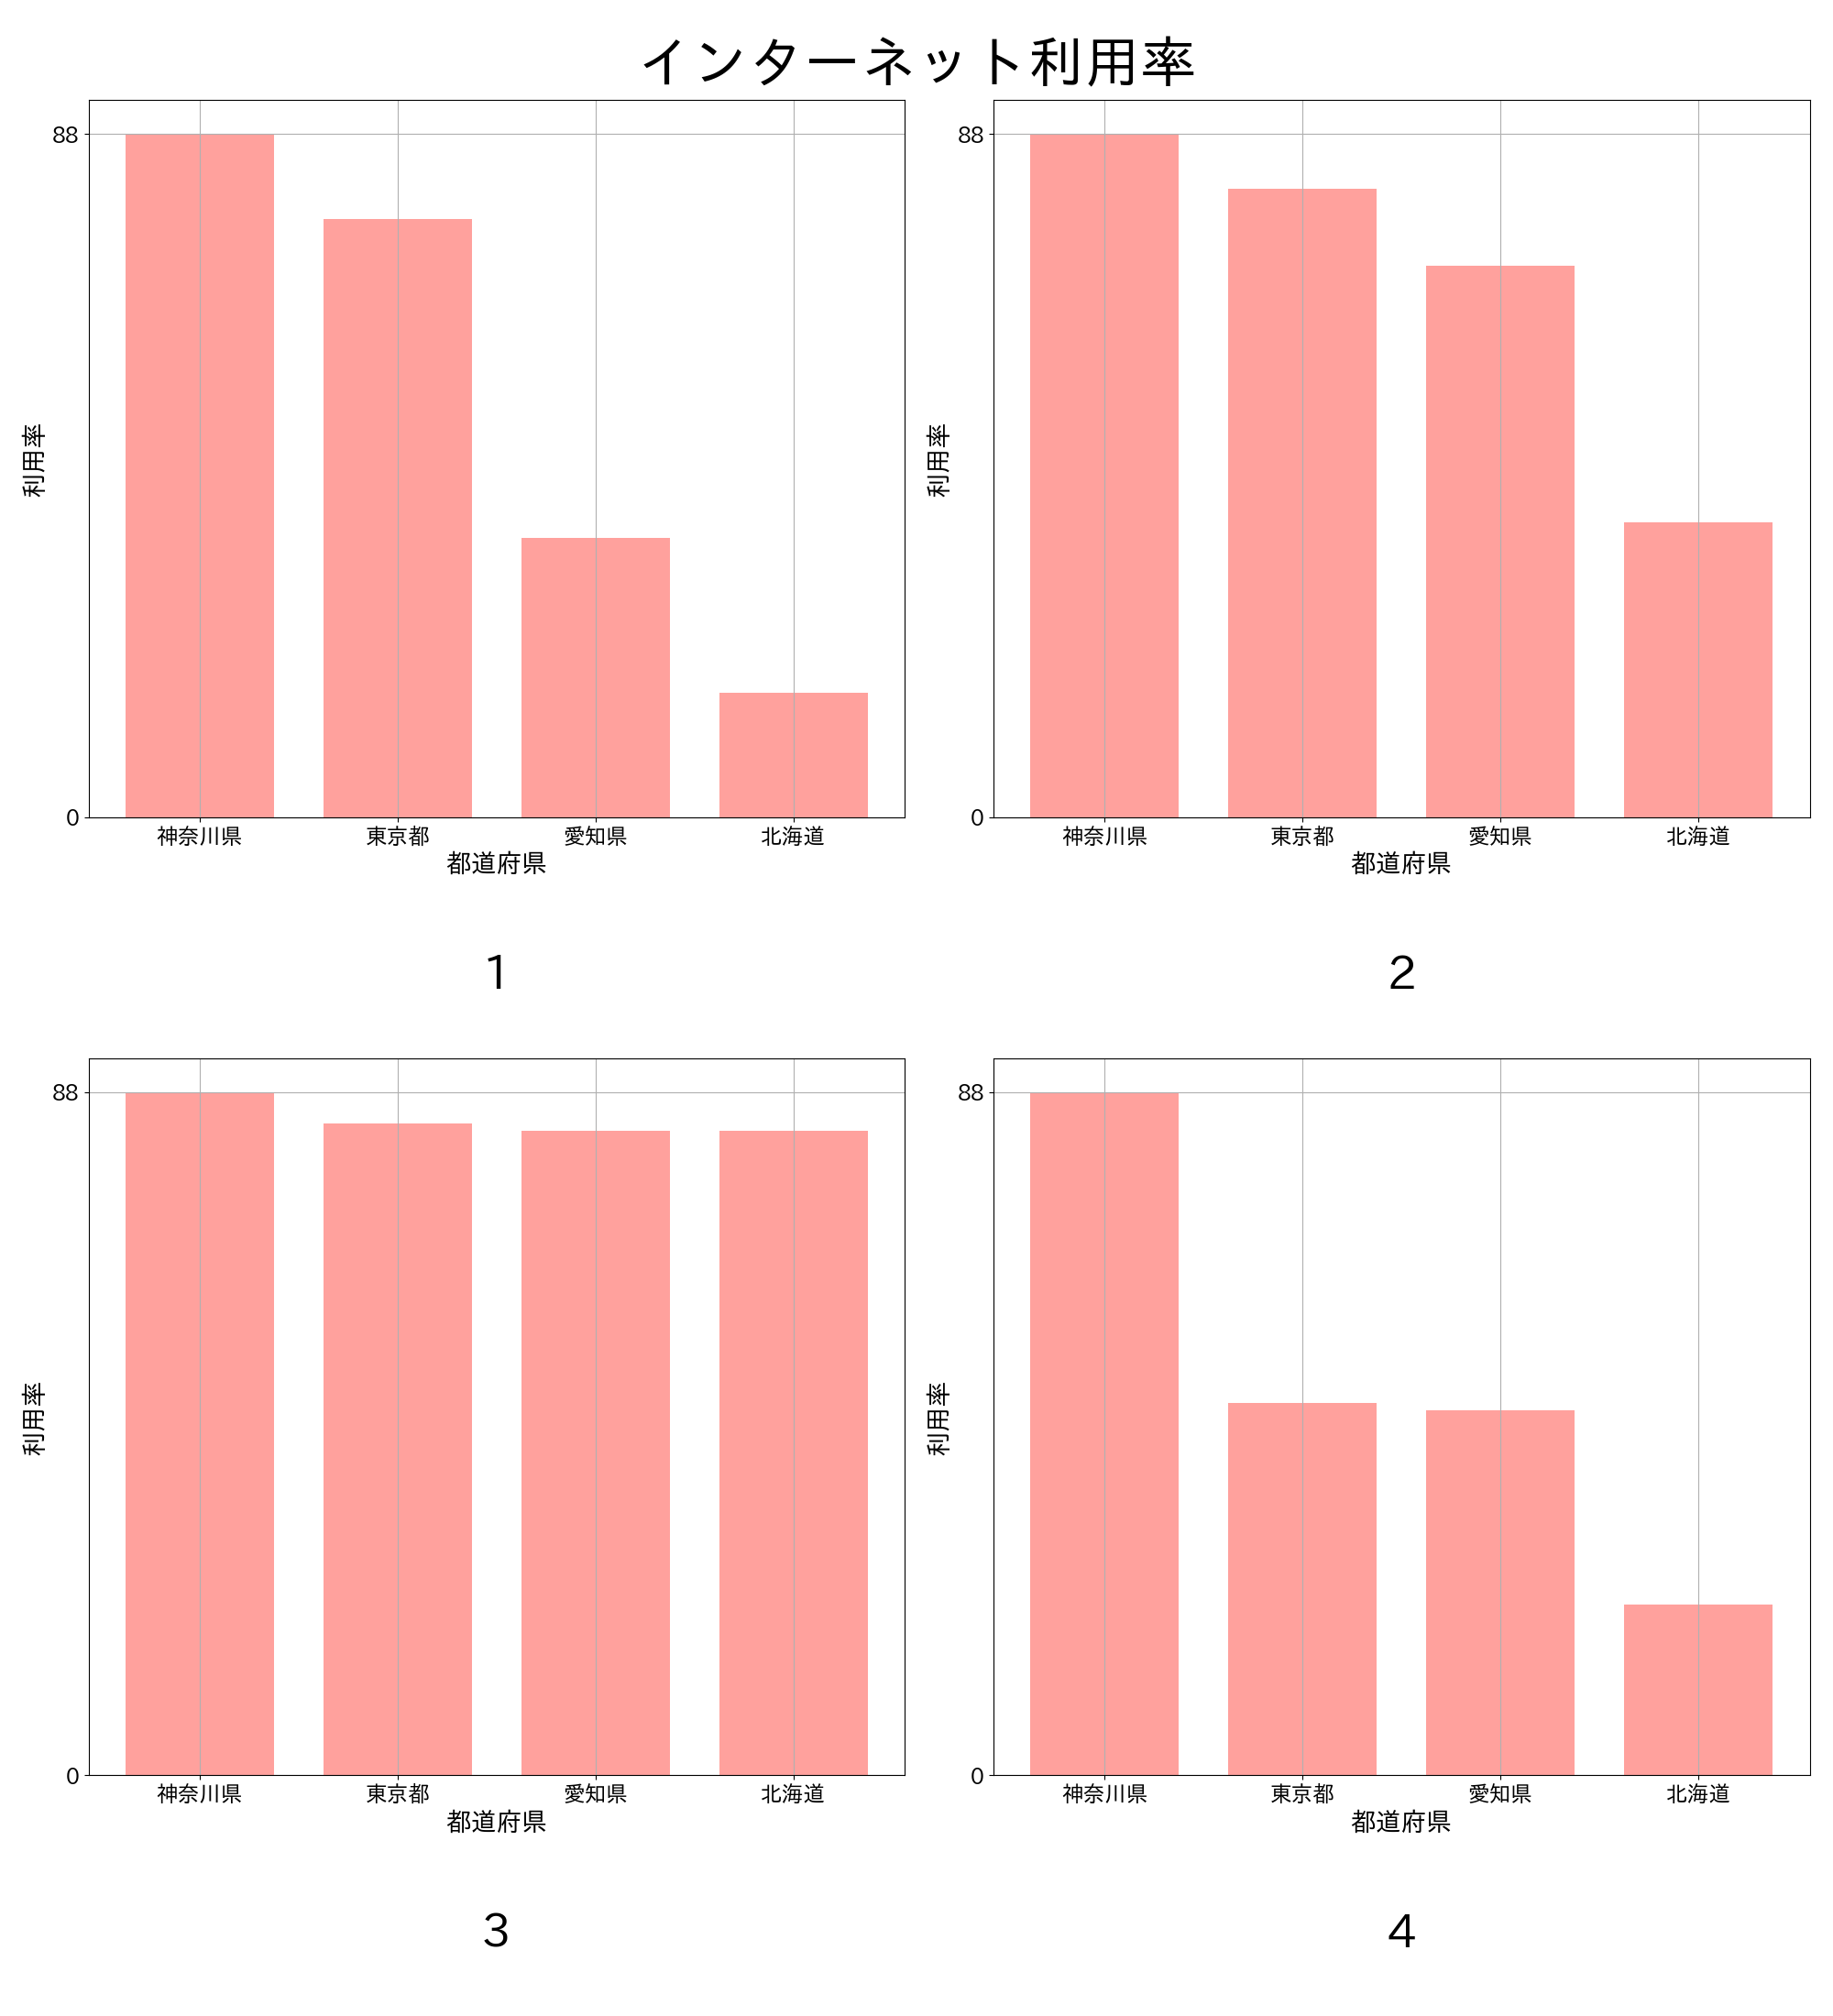 インターネット利用率
88
0
利用率
神奈川県 東京都 愛知県 北海道
都道府県
1
88
0
利用率
神奈川県 東京都 愛知県 北海道
都道府県
2
88
0
利用率
神奈川県 東京都 愛知県 北海道
都道府県
3
88
0
利用率
神奈川県 東京都 愛知県 北海道
都道府県
4